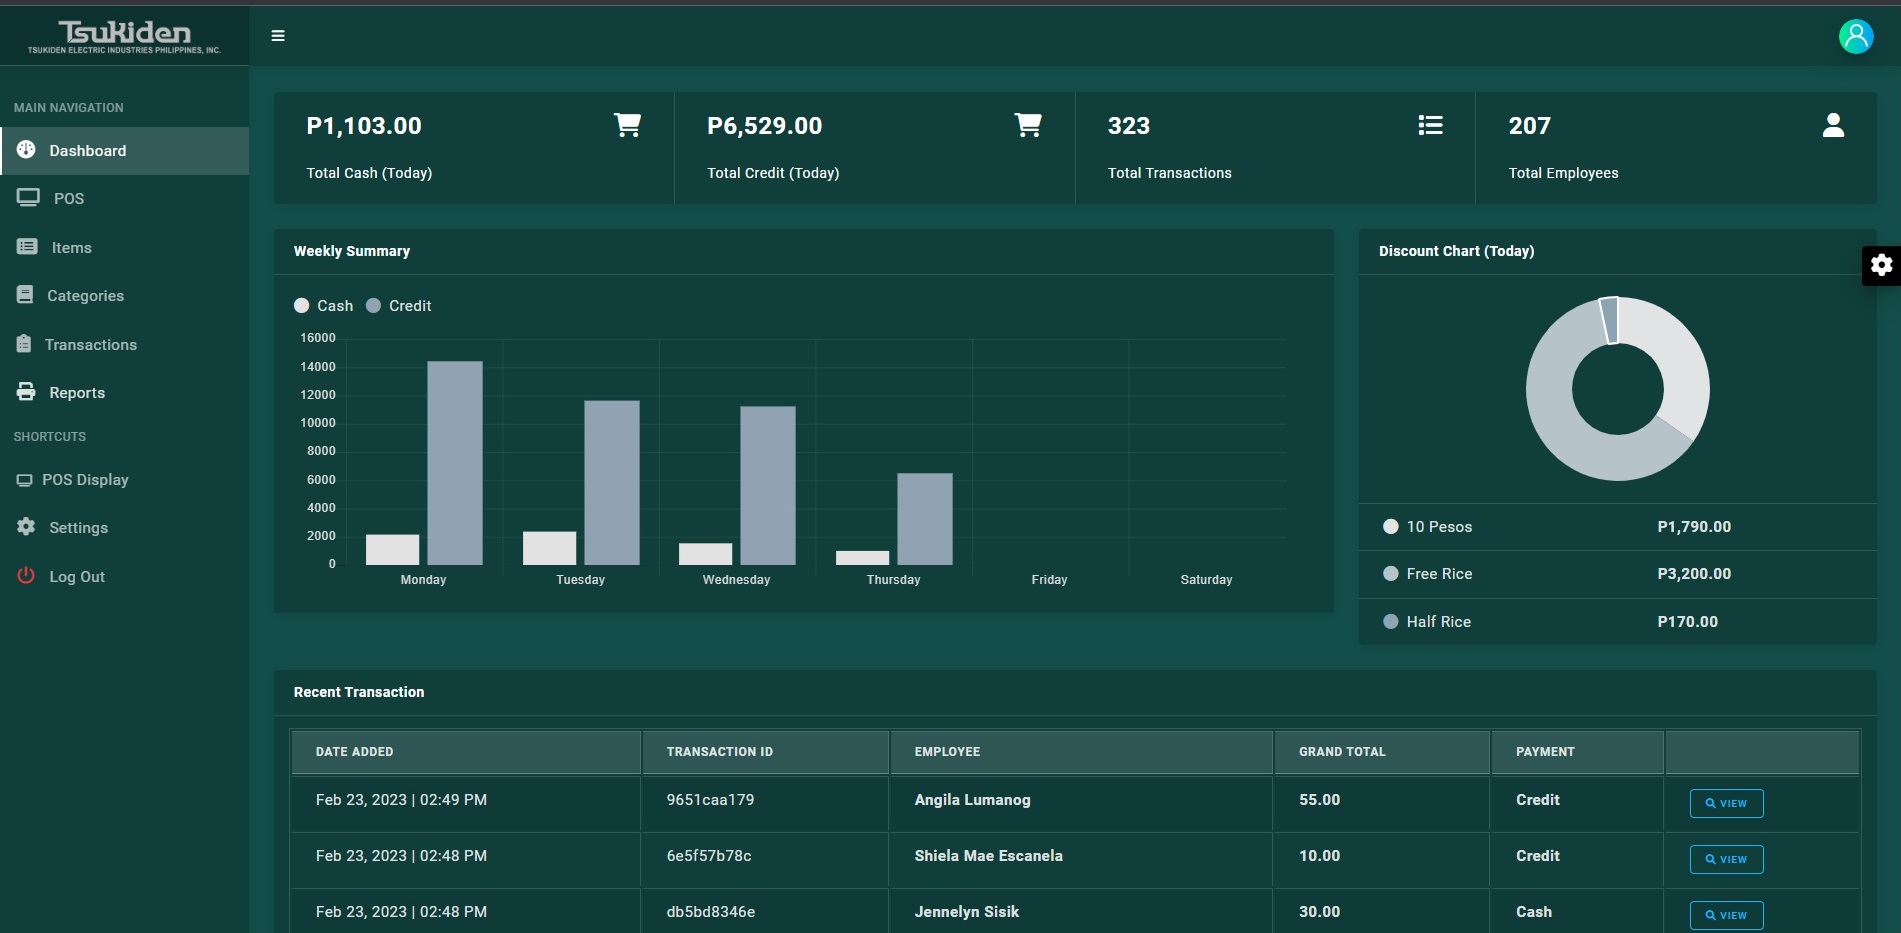 Tsukiden
TSUKIDEN ELECTRIC INDUSTRIES PHILIPPINES, INC.
MAIN NAVIGATION
Dashboard
POS
Items
Categories
Transactions
Reports
SHORTCUTS
POS Display
Settings
Log Out
P1,103.00
Total Cash (Today)
P6,529.00
Total Credit (Today)
323
Total Transactions
207
Total Employees
Weekly Summary
Cash Credit
16000
14000
12000
10000
8000
6000
4000
2000
0
Monday Tuesday Wednesday Thursday Friday Saturday
Discount Chart (Today)
10 Pesos P1,790.00
Free Rice P3,200.00
Half Rice P170.00
Recent Transaction
DATE ADDED TRANSACTION ID EMPLOYEE GRAND TOTAL PAYMENT
Feb 23, 2023 | 02:49 PM 9651caa179 Angila Lumanog 55.00 Credit VIEW
Feb 23, 2023 | 02:48 PM 6e5f57b78c Shiela Mae Escanela 10.00 Credit VIEW
Feb 23, 2023 | 02:48 PM db5bd8346e Jennelyn Sisik 30.00 Cash VIEW